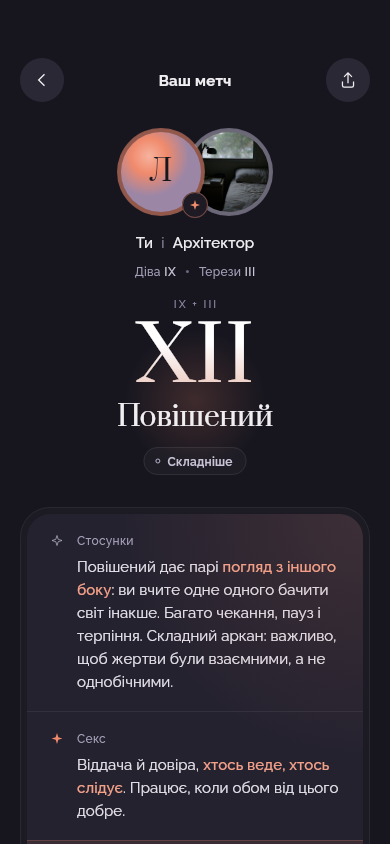 Ваш метч
Л
Ти і Архітектор
Діва IX • Терези III
IX + III
XII
Повішений
Складніше
Стосунки
Повішений дає парі погляд з іншого
боку: ви вчите одне одного бачити
світ інакше. Багато чекання, пауз і
терпіння. Складний аркан: важливо,
щоб жертви були взаємними, а не
однобічними.
Секс
Віддача й довіра, хтось веде, хтось
слідує. Працює, коли обом від цього
добре.